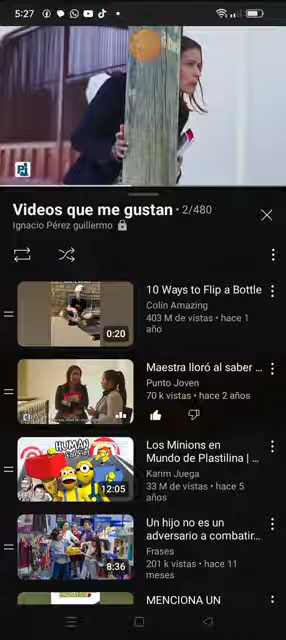 5:27
Videos que me gustan · 2/480
Ignacio Pérez guillermo
10 Ways to Flip a Bottle
Colin Amazing
403 M de vistas • hace 1
año
0:20
Maestra lloró al saber ...
Punto Joven
70 k vistas • hace 2 años
HUMAN
Los Minions en
Mundo de Plastilina | ...
Karim Juega
33 M de vistas • hace 5
años
12:05
Un hijo no es un
adversario a combatir...
Frases
201 k vistas • hace 11
meses
8:36
MENCIONA UN